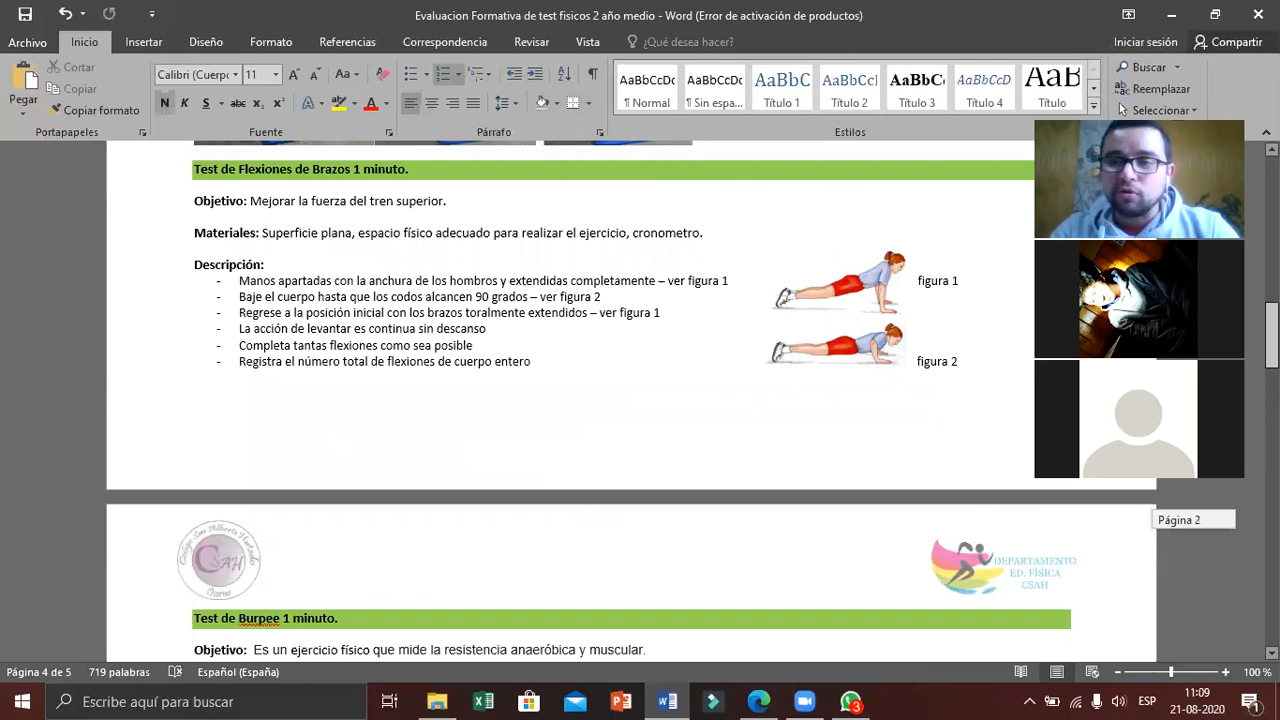 Evaluacion Formativa de test físicos 2 año medio - Word (Error de activación de productos)
Archivo Inicio Insertar Diseño Formato Referencias Correspondencia Revisar Vista ¿Qué desea hacer? Iniciar sesión Compartir
Pegar
Cortar
Copiar
Copiar formato
Portapapeles
Calibri (Cuerpo 11
Aa
N K S abc x₂ x²
Fuente
Párrafo
AaBbCcDc AaBbCcDc AaBbC AaBbCcI AaBbCc. AaBbCcD AaB
¶ Normal ¶ Sin espa... Título 1 Título 2 Título 3 Título 4 Título
Estilos
Buscar
Reemplazar
Seleccionar
Test de Flexiones de Brazos 1 minuto.
Objetivo: Mejorar la fuerza del tren superior.
Materiales: Superficie plana, espacio físico adecuado para realizar el ejercicio, cronometro.
Descripción:
- Manos apartadas con la anchura de los hombros y extendidas completamente – ver figura 1
- Baje el cuerpo hasta que los codos alcancen 90 grados – ver figura 2
- Regrese a la posición inicial con los brazos toralmente extendidos – ver figura 1
- La acción de levantar es continua sin descanso
- Completa tantas flexiones como sea posible
- Registra el número total de flexiones de cuerpo entero
figura 1
figura 2
Página 2
CSAH
Osorno
DEPARTAMENTO
ED. FÍSICA
CSAH
Test de Burpee 1 minuto.
Objetivo: Es un ejercicio físico que mide la resistencia anaeróbica y muscular.
Página 4 de 5 719 palabras Español (España) 100 %
Escribe aquí para buscar
3
ESP
11:09
21-08-2020
1